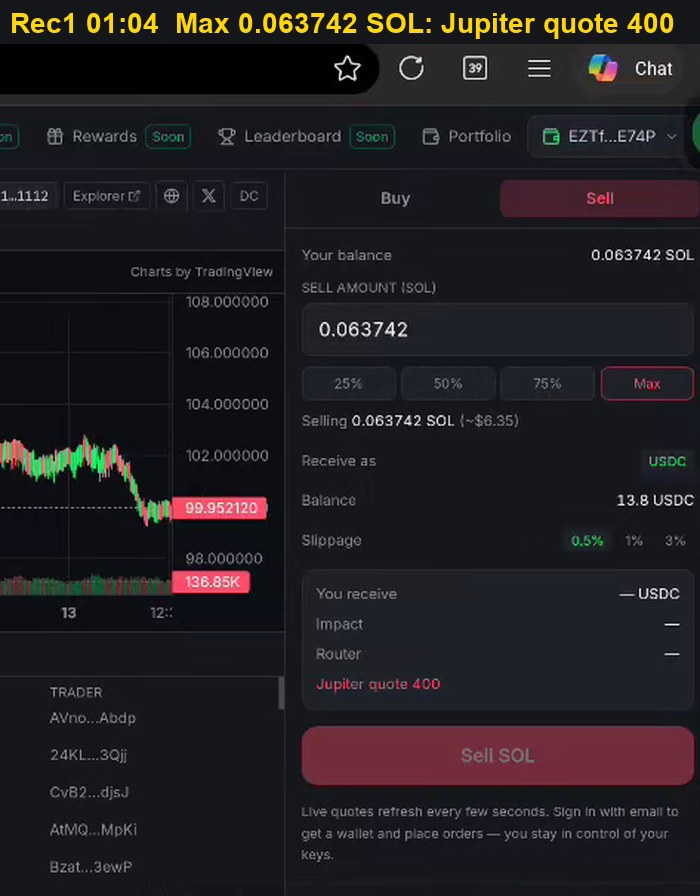 Rec1 01:04  Max 0.063742 SOL: Jupiter quote 400
39
Chat
on Rewards Soon Leaderboard Soon Portfolio EZTf...E74P
1...1112 Explorer DC
Buy Sell
Charts by TradingView
108.000000
106.000000
104.000000
102.000000
99.952120
98.000000
136.85K
13 12:
Your balance 0.063742 SOL
SELL AMOUNT (SOL)
0.063742
25% 50% 75% Max
Selling 0.063742 SOL (~$6.35)
Receive as USDC
Balance 13.8 USDC
Slippage 0.5% 1% 3%
You receive — USDC
Impact —
Router —
Jupiter quote 400
Sell SOL
Live quotes refresh every few seconds. Sign in with email to
get a wallet and place orders — you stay in control of your
keys.
TRADER
AVno...Abdp
24KL...3Qjj
CvB2...djsJ
AtMQ...MpKi
Bzat...3ewP